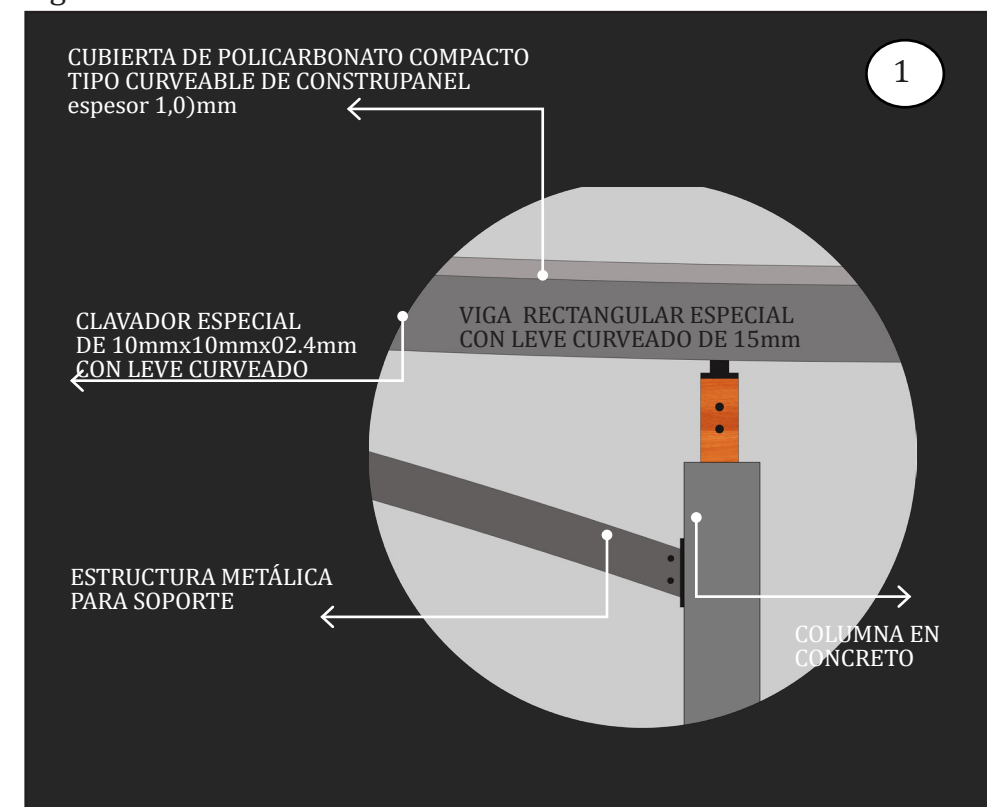 CUBIERTA DE POLICARBONATO COMPACTO
TIPO CURVEABLE DE CONSTRUPANEL
espesor 1,0)mm
1
CLAVADOR ESPECIAL
DE 10mmx10mmx02.4mm
CON LEVE CURVEADO
VIGA RECTANGULAR ESPECIAL
CON LEVE CURVEADO DE 15mm
ESTRUCTURA METÁLICA
PARA SOPORTE
COLUMNA EN
CONCRETO